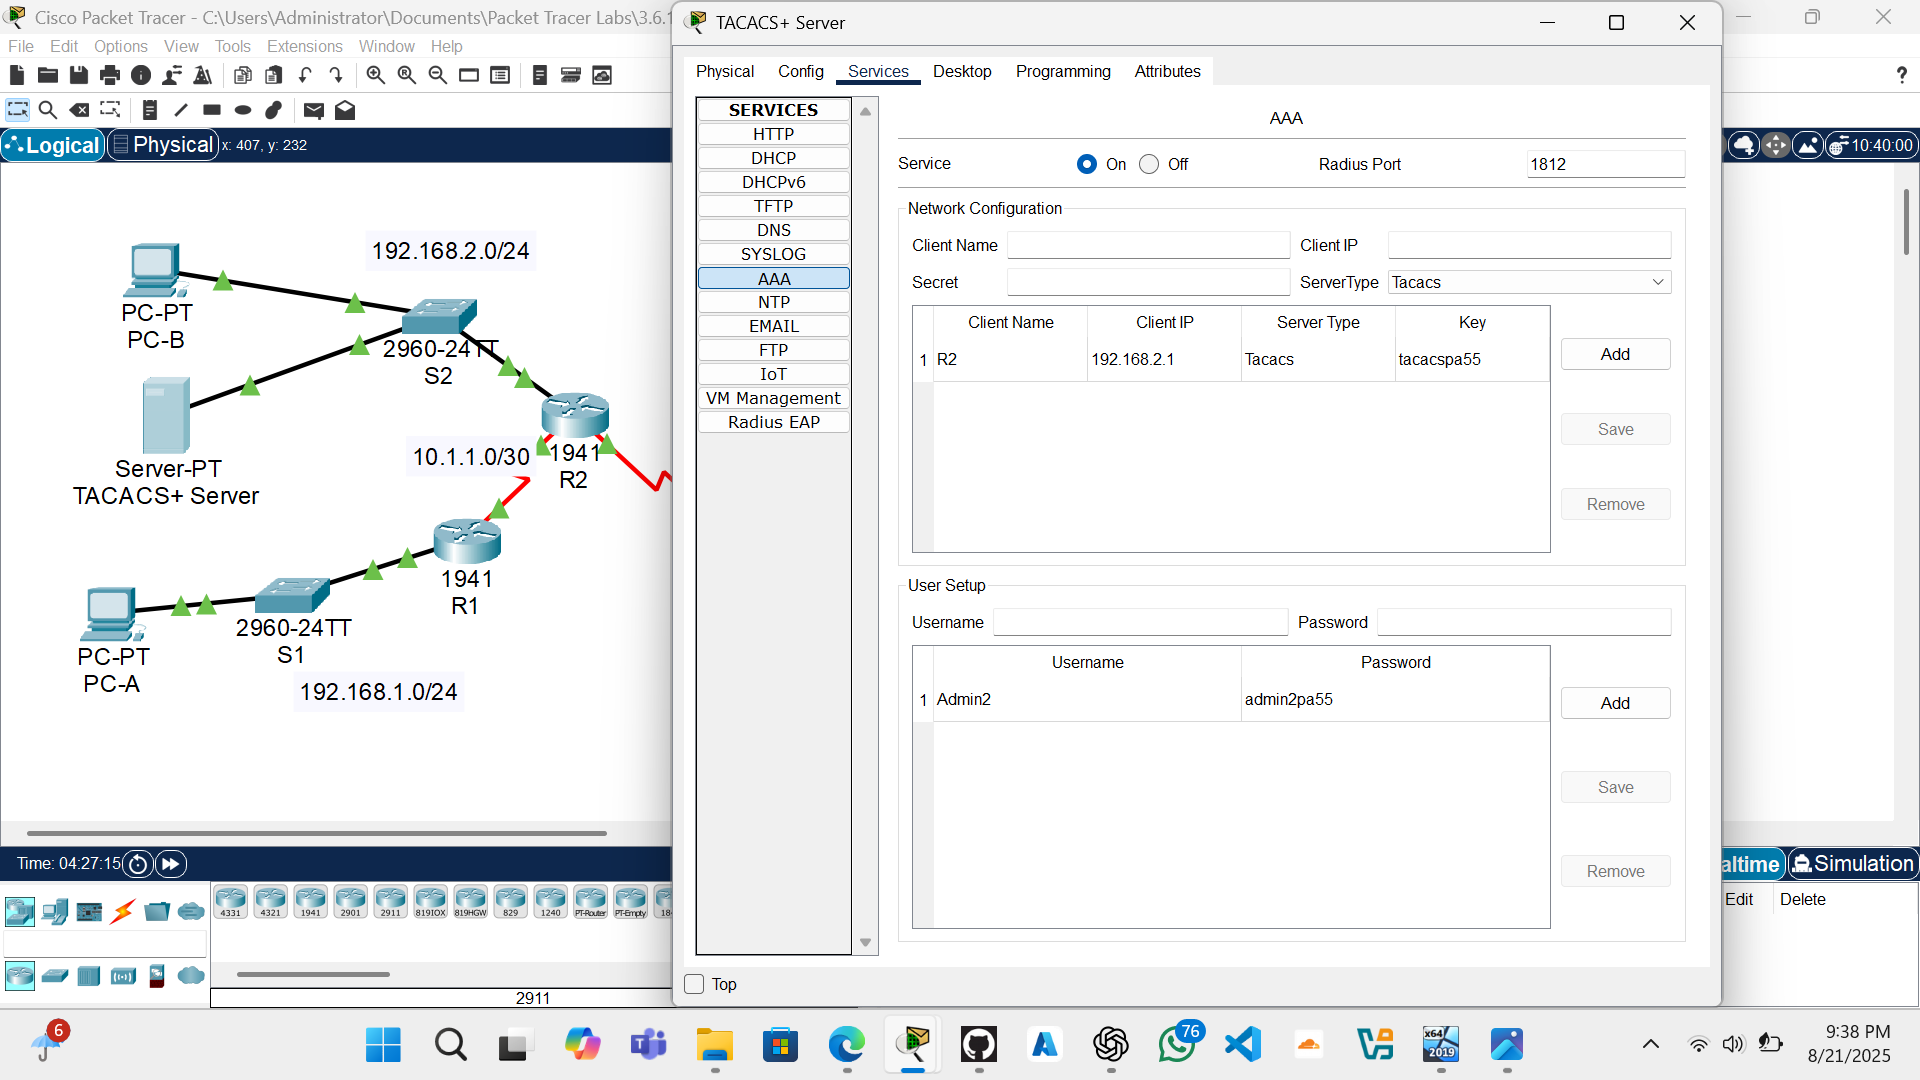 Cisco Packet Tracer - C:\Users\Administrator\Documents\Packet Tracer Labs\3.6.1
File Edit Options View Tools Extensions Window Help
Logical Physical x: 407, y: 232
10:40:00
192.168.2.0/24
PC-PT
PC-B
2960-24TT
S2
Server-PT
TACACS+ Server
10.1.1.0/30
1941
R2
1941
R1
2960-24TT
S1
PC-PT
PC-A
192.168.1.0/24
Time: 04:27:15
altime Simulation
Edit Delete
4331 4321 1941 2901 2911 819IOX 819HGW 829 1240 PT-Router PT-Empty 18
2911
TACACS+ Server
Physical Config Services Desktop Programming Attributes
SERVICES
HTTP
DHCP
DHCPv6
TFTP
DNS
SYSLOG
AAA
NTP
EMAIL
FTP
IoT
VM Management
Radius EAP
AAA
Service On Off Radius Port 1812
Network Configuration
Client Name Client IP
Secret ServerType Tacacs
Client Name Client IP Server Type Key
1 R2 192.168.2.1 Tacacs tacacspa55
Add
Save
Remove
User Setup
Username Password
Username Password
1 Admin2 admin2pa55
Add
Save
Remove
Top
6
76
x64
2019
9:38 PM
8/21/2025